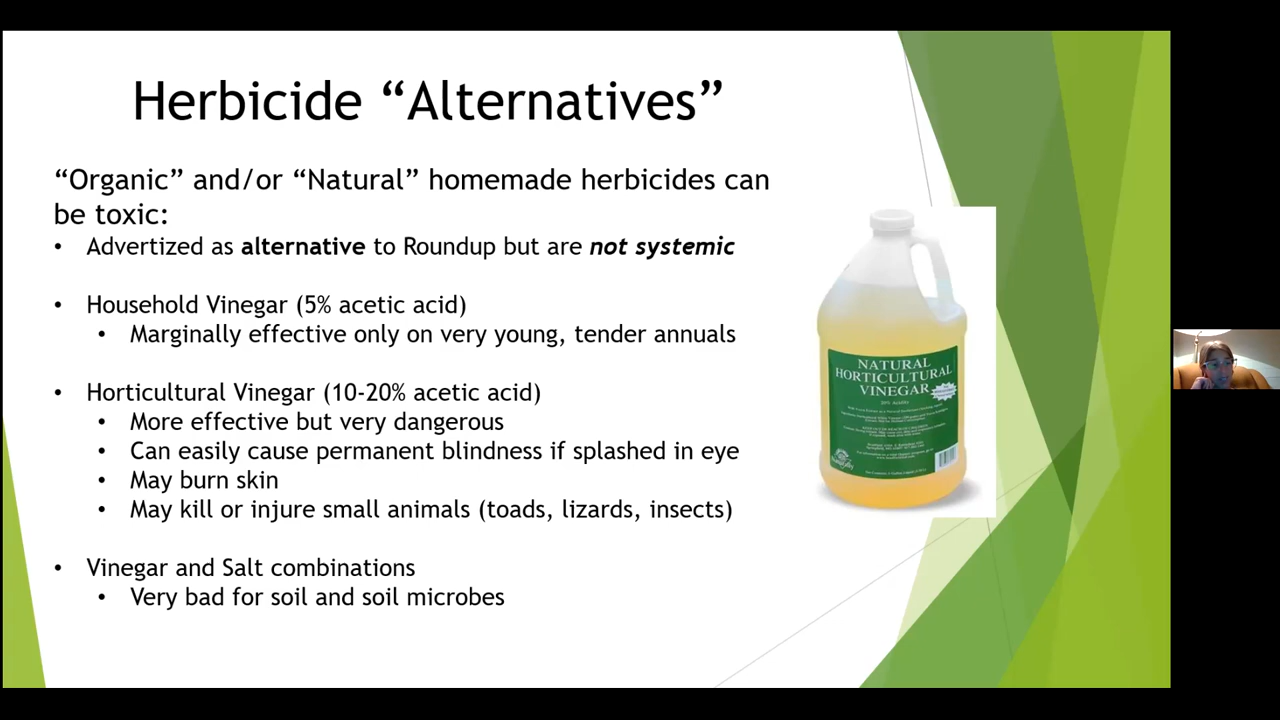 Herbicide “Alternatives”
“Organic” and/or “Natural” homemade herbicides can
be toxic:
• Advertized as alternative to Roundup but are not systemic
• Household Vinegar (5% acetic acid)
• Marginally effective only on very young, tender annuals
• Horticultural Vinegar (10-20% acetic acid)
• More effective but very dangerous
• Can easily cause permanent blindness if splashed in eye
• May burn skin
• May kill or injure small animals (toads, lizards, insects)
• Vinegar and Salt combinations
• Very bad for soil and soil microbes
NATURAL
HORTICULTURAL
VINEGAR